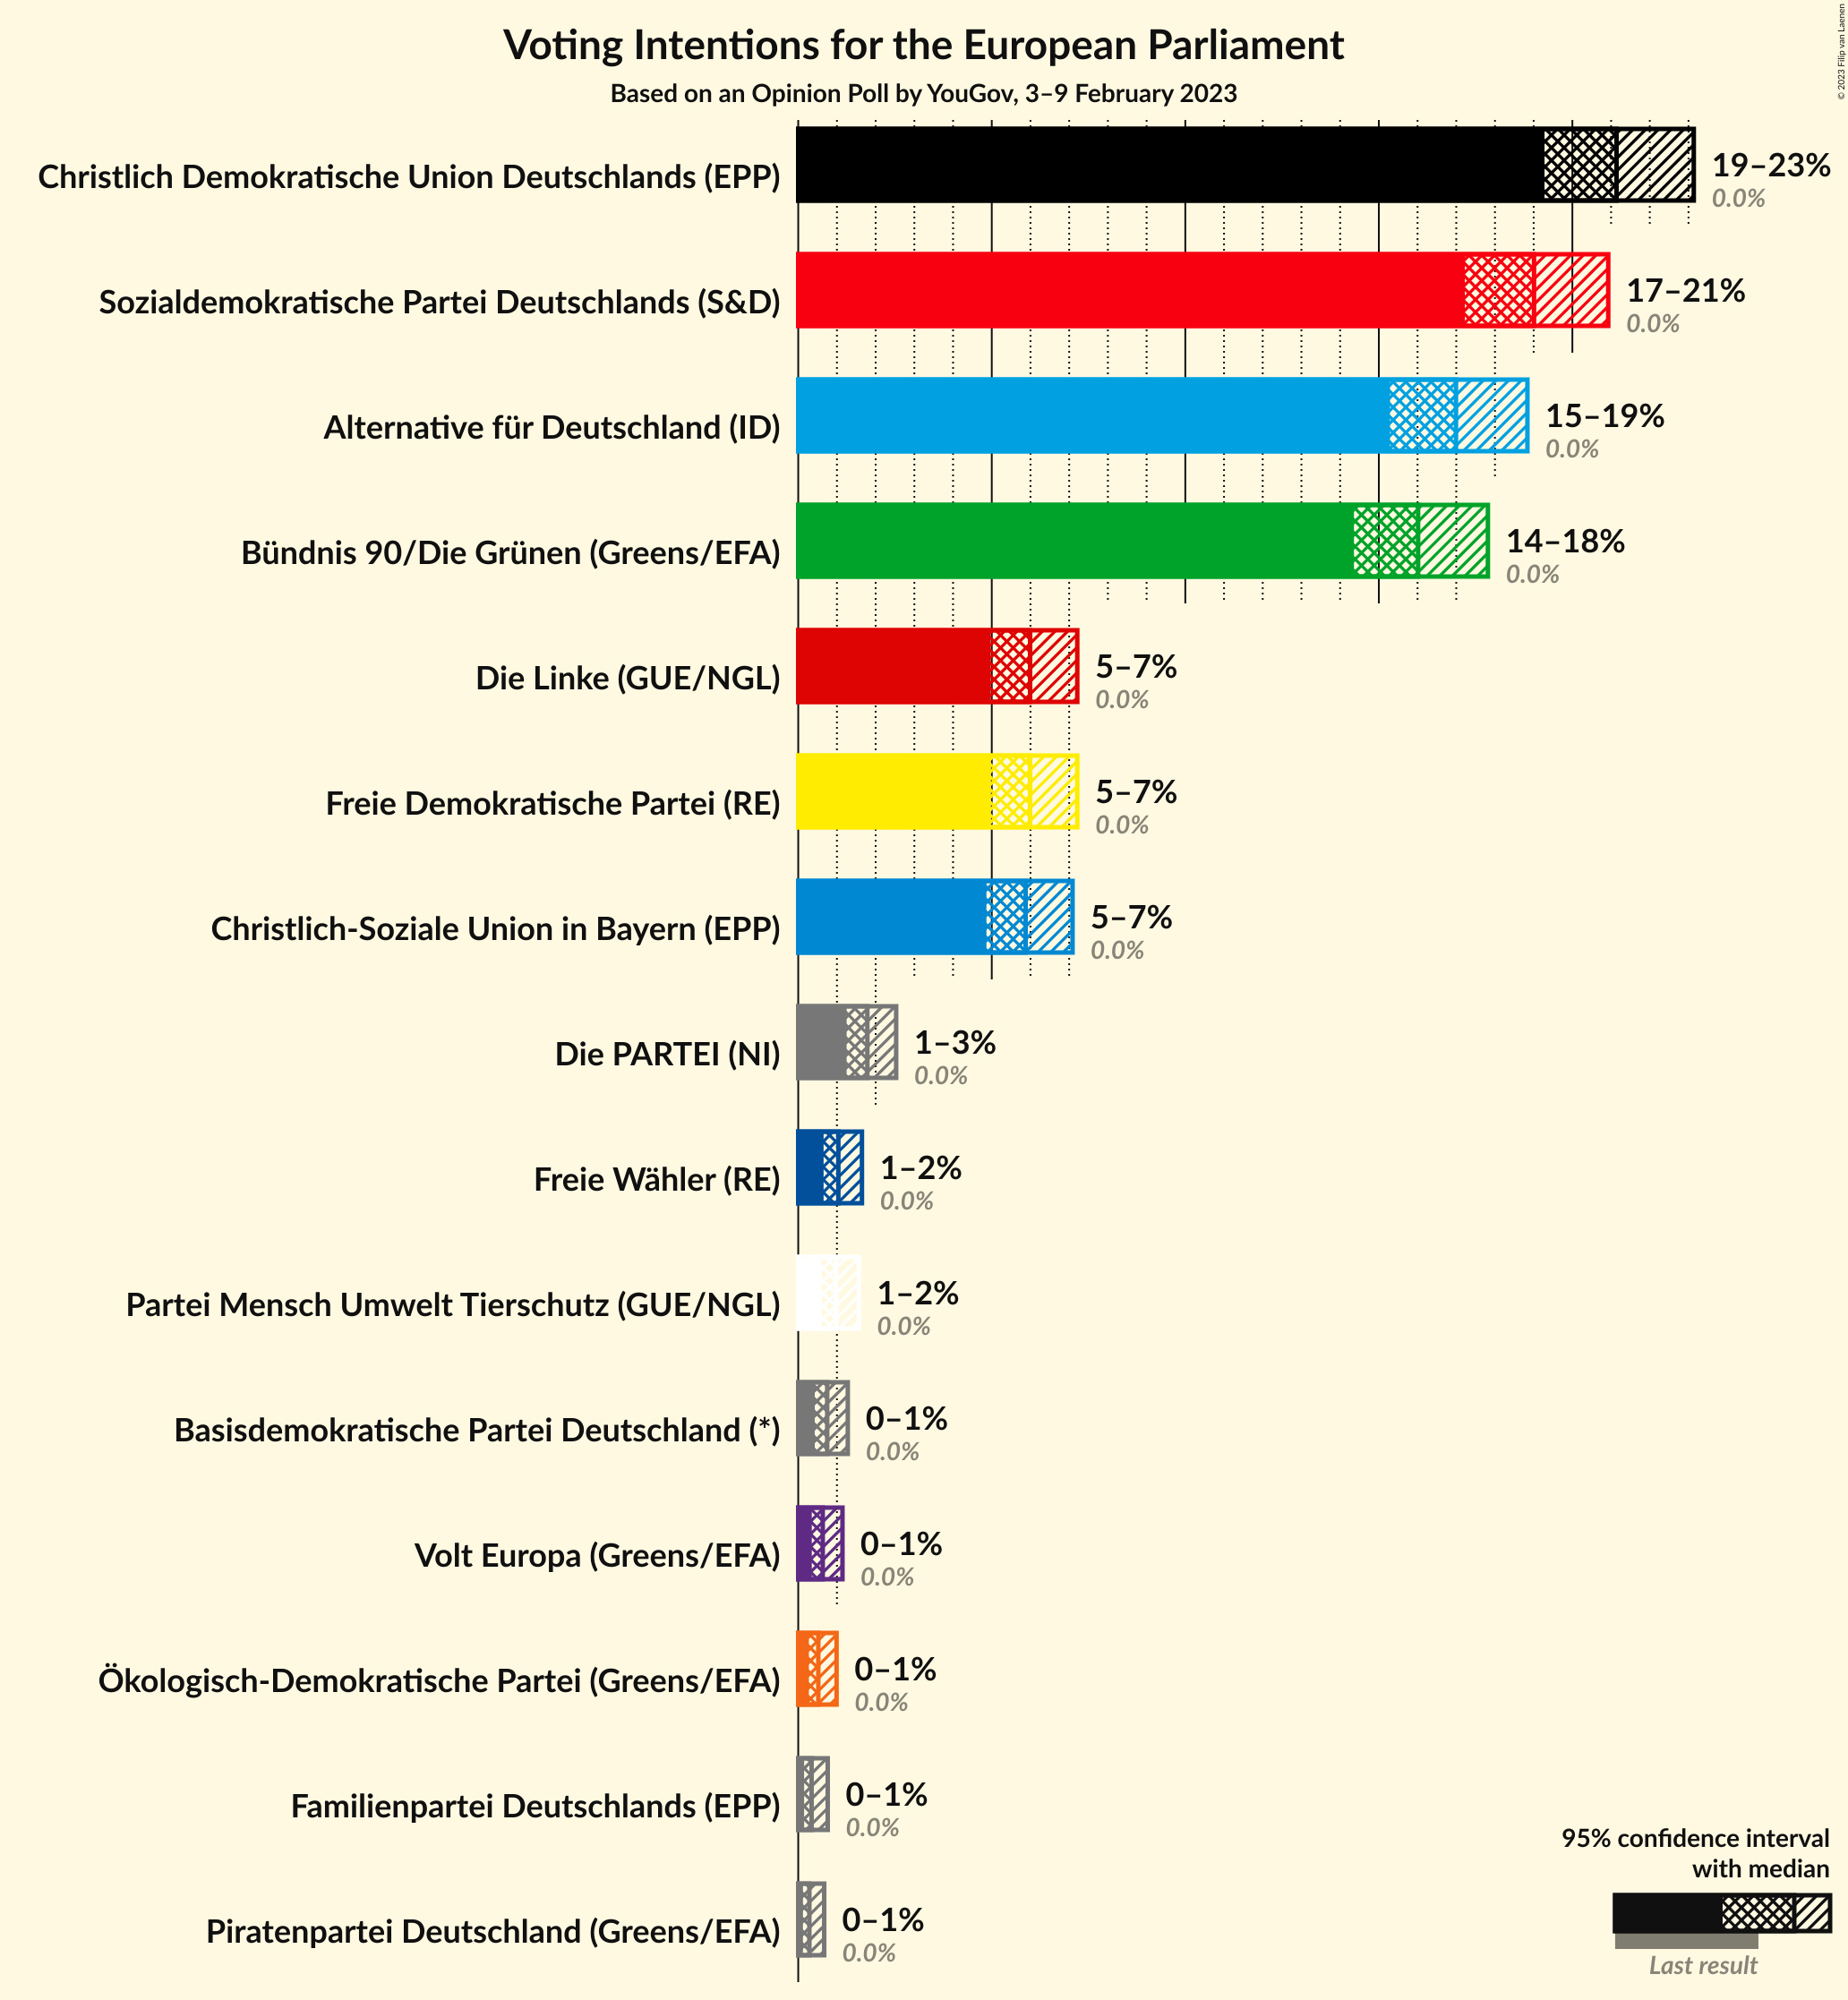 Voting Intentions for the European Parliament
Based on an Opinion Poll by YouGov, 3–9 February 2023
© 2023 Filip van Laenen
Christlich Demokratische Union Deutschlands (EPP)
19–23%
0.0%
Sozialdemokratische Partei Deutschlands (S&D)
17–21%
0.0%
Alternative für Deutschland (ID)
15–19%
0.0%
Bündnis 90/Die Grünen (Greens/EFA)
14–18%
0.0%
Die Linke (GUE/NGL)
5–7%
0.0%
Freie Demokratische Partei (RE)
5–7%
0.0%
Christlich-Soziale Union in Bayern (EPP)
5–7%
0.0%
Die PARTEI (NI)
1–3%
0.0%
Freie Wähler (RE)
1–2%
0.0%
Partei Mensch Umwelt Tierschutz (GUE/NGL)
1–2%
0.0%
Basisdemokratische Partei Deutschland (*)
0–1%
0.0%
Volt Europa (Greens/EFA)
0–1%
0.0%
Ökologisch-Demokratische Partei (Greens/EFA)
0–1%
0.0%
Familienpartei Deutschlands (EPP)
0–1%
0.0%
Piratenpartei Deutschland (Greens/EFA)
0–1%
0.0%
95% confidence interval
with median
Last result